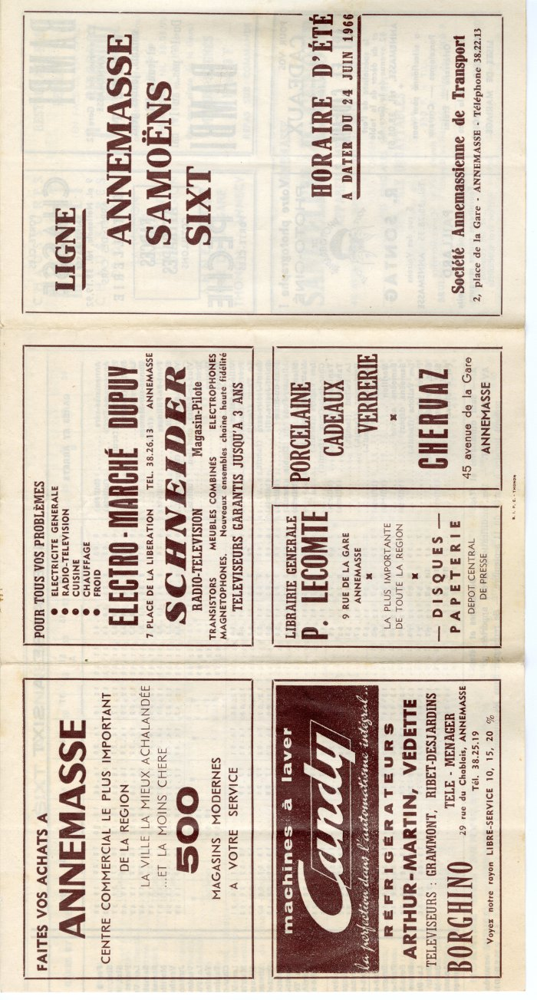 FAITES VOS ACHATS A
ANNEMASSE
CENTRE COMMERCIAL LE PLUS IMPORTANT
DE LA REGION
LA VILLE LA MIEUX ACHALANDÉE
...ET LA MOINS CHERE
500
MAGASINS MODERNES
A VOTRE SERVICE
machines à laver
Candy
la perfection dans l'automatisme intégral...
RÉFRIGÉRATEURS
ARTHUR-MARTIN, VÉDETTE
TELEVISEURS : GRAMMONT, RIBET-DESJARDINS
BORGHINO
TELE - MENAGER
29 rue du Chablais, ANNEMASSE
Tél. 38.25.19
Voyez notre rayon LIBRE-SERVICE 10, 15, 20 %
POUR TOUS VOS PROBLÈMES
● ELECTRICITE GENERALE
● RADIO-TELEVISION
● CUISINE
● CHAUFFAGE
● FROID
ELECTRO - MARCHÉ DUPUY
7 PLACE DE LA LIBERATION TEL. 38.26.13 ANNEMASSE
SCHNEIDER
RADIO-TELEVISION Magasin-Pilote
TRANSISTORS MEUBLES COMBINÉS ELECTROPHONES
MAGNETOPHONES. Nouveaux ensembles chaine haute fidélité
TELEVISEURS GARANTIS JUSQU'A 3 ANS
LIBRAIRIE GENERALE
P. LECOMTE
9 RUE DE LA GARE
ANNEMASSE
LA PLUS IMPORTANTE
DE TOUTE LA REGION
— DISQUES —
PAPETERIE
DEPOT CENTRAL
DE PRESSE
PORCELAINE
CADEAUX
VERRERIE
CHERVAZ
45 avenue de la Gare
ANNEMASSE
S. I. P. E. - THONON
LIGNE
ANNEMASSE
SAMOËNS
SIXT
HORAIRE D'ÉTÉ
A DATER DU 24 JUIN 1966
Société Annemassienne de Transport
2, place de la Gare - ANNEMASSE - Téléphone 38.22.13